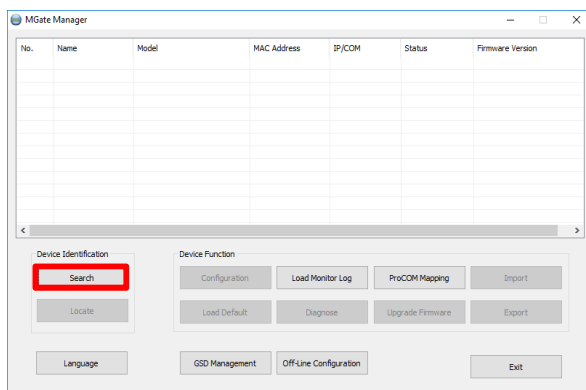 MGate Manager
No. Name Model MAC Address IP/COM Status Firmware Version
Device Identification Device Function
Search Configuration Load Monitor Log ProCOM Mapping Import
Locate Load Default Diagnose Upgrade Firmware Export
Language GSD Management Off-Line Configuration Exit